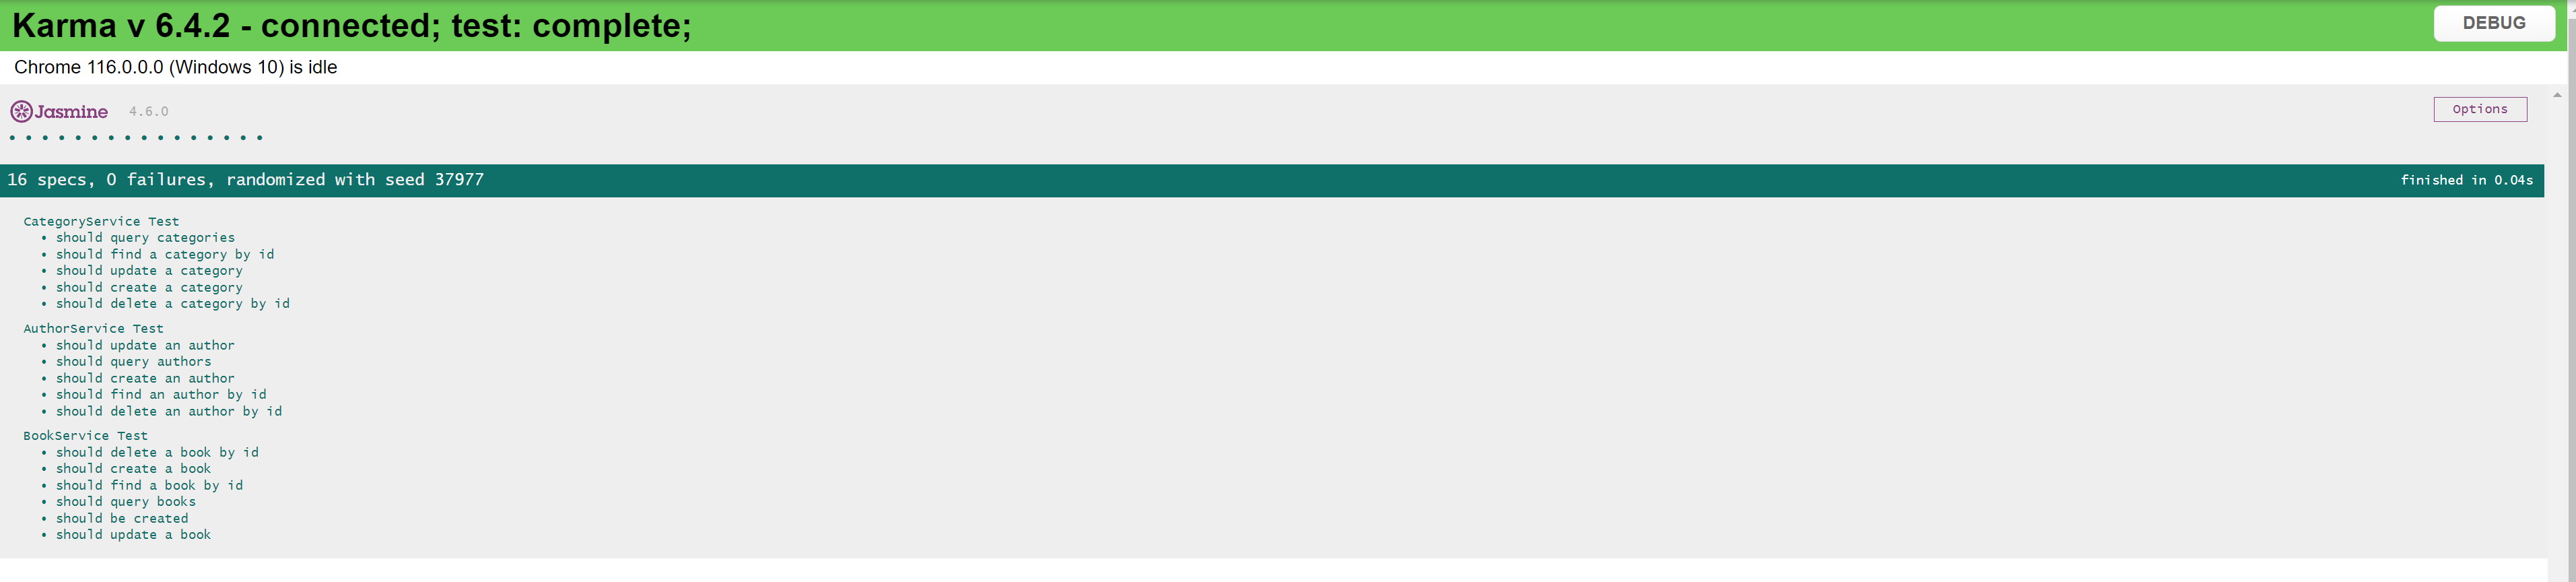 Karma v 6.4.2 - connected; test: complete;
DEBUG
Chrome 116.0.0.0 (Windows 10) is idle
Jasmine 4.6.0
Options
16 specs, 0 failures, randomized with seed 37977
finished in 0.04s
CategoryService Test
• should query categories
• should find a category by id
• should update a category
• should create a category
• should delete a category by id
AuthorService Test
• should update an author
• should query authors
• should create an author
• should find an author by id
• should delete an author by id
BookService Test
• should delete a book by id
• should create a book
• should find a book by id
• should query books
• should be created
• should update a book